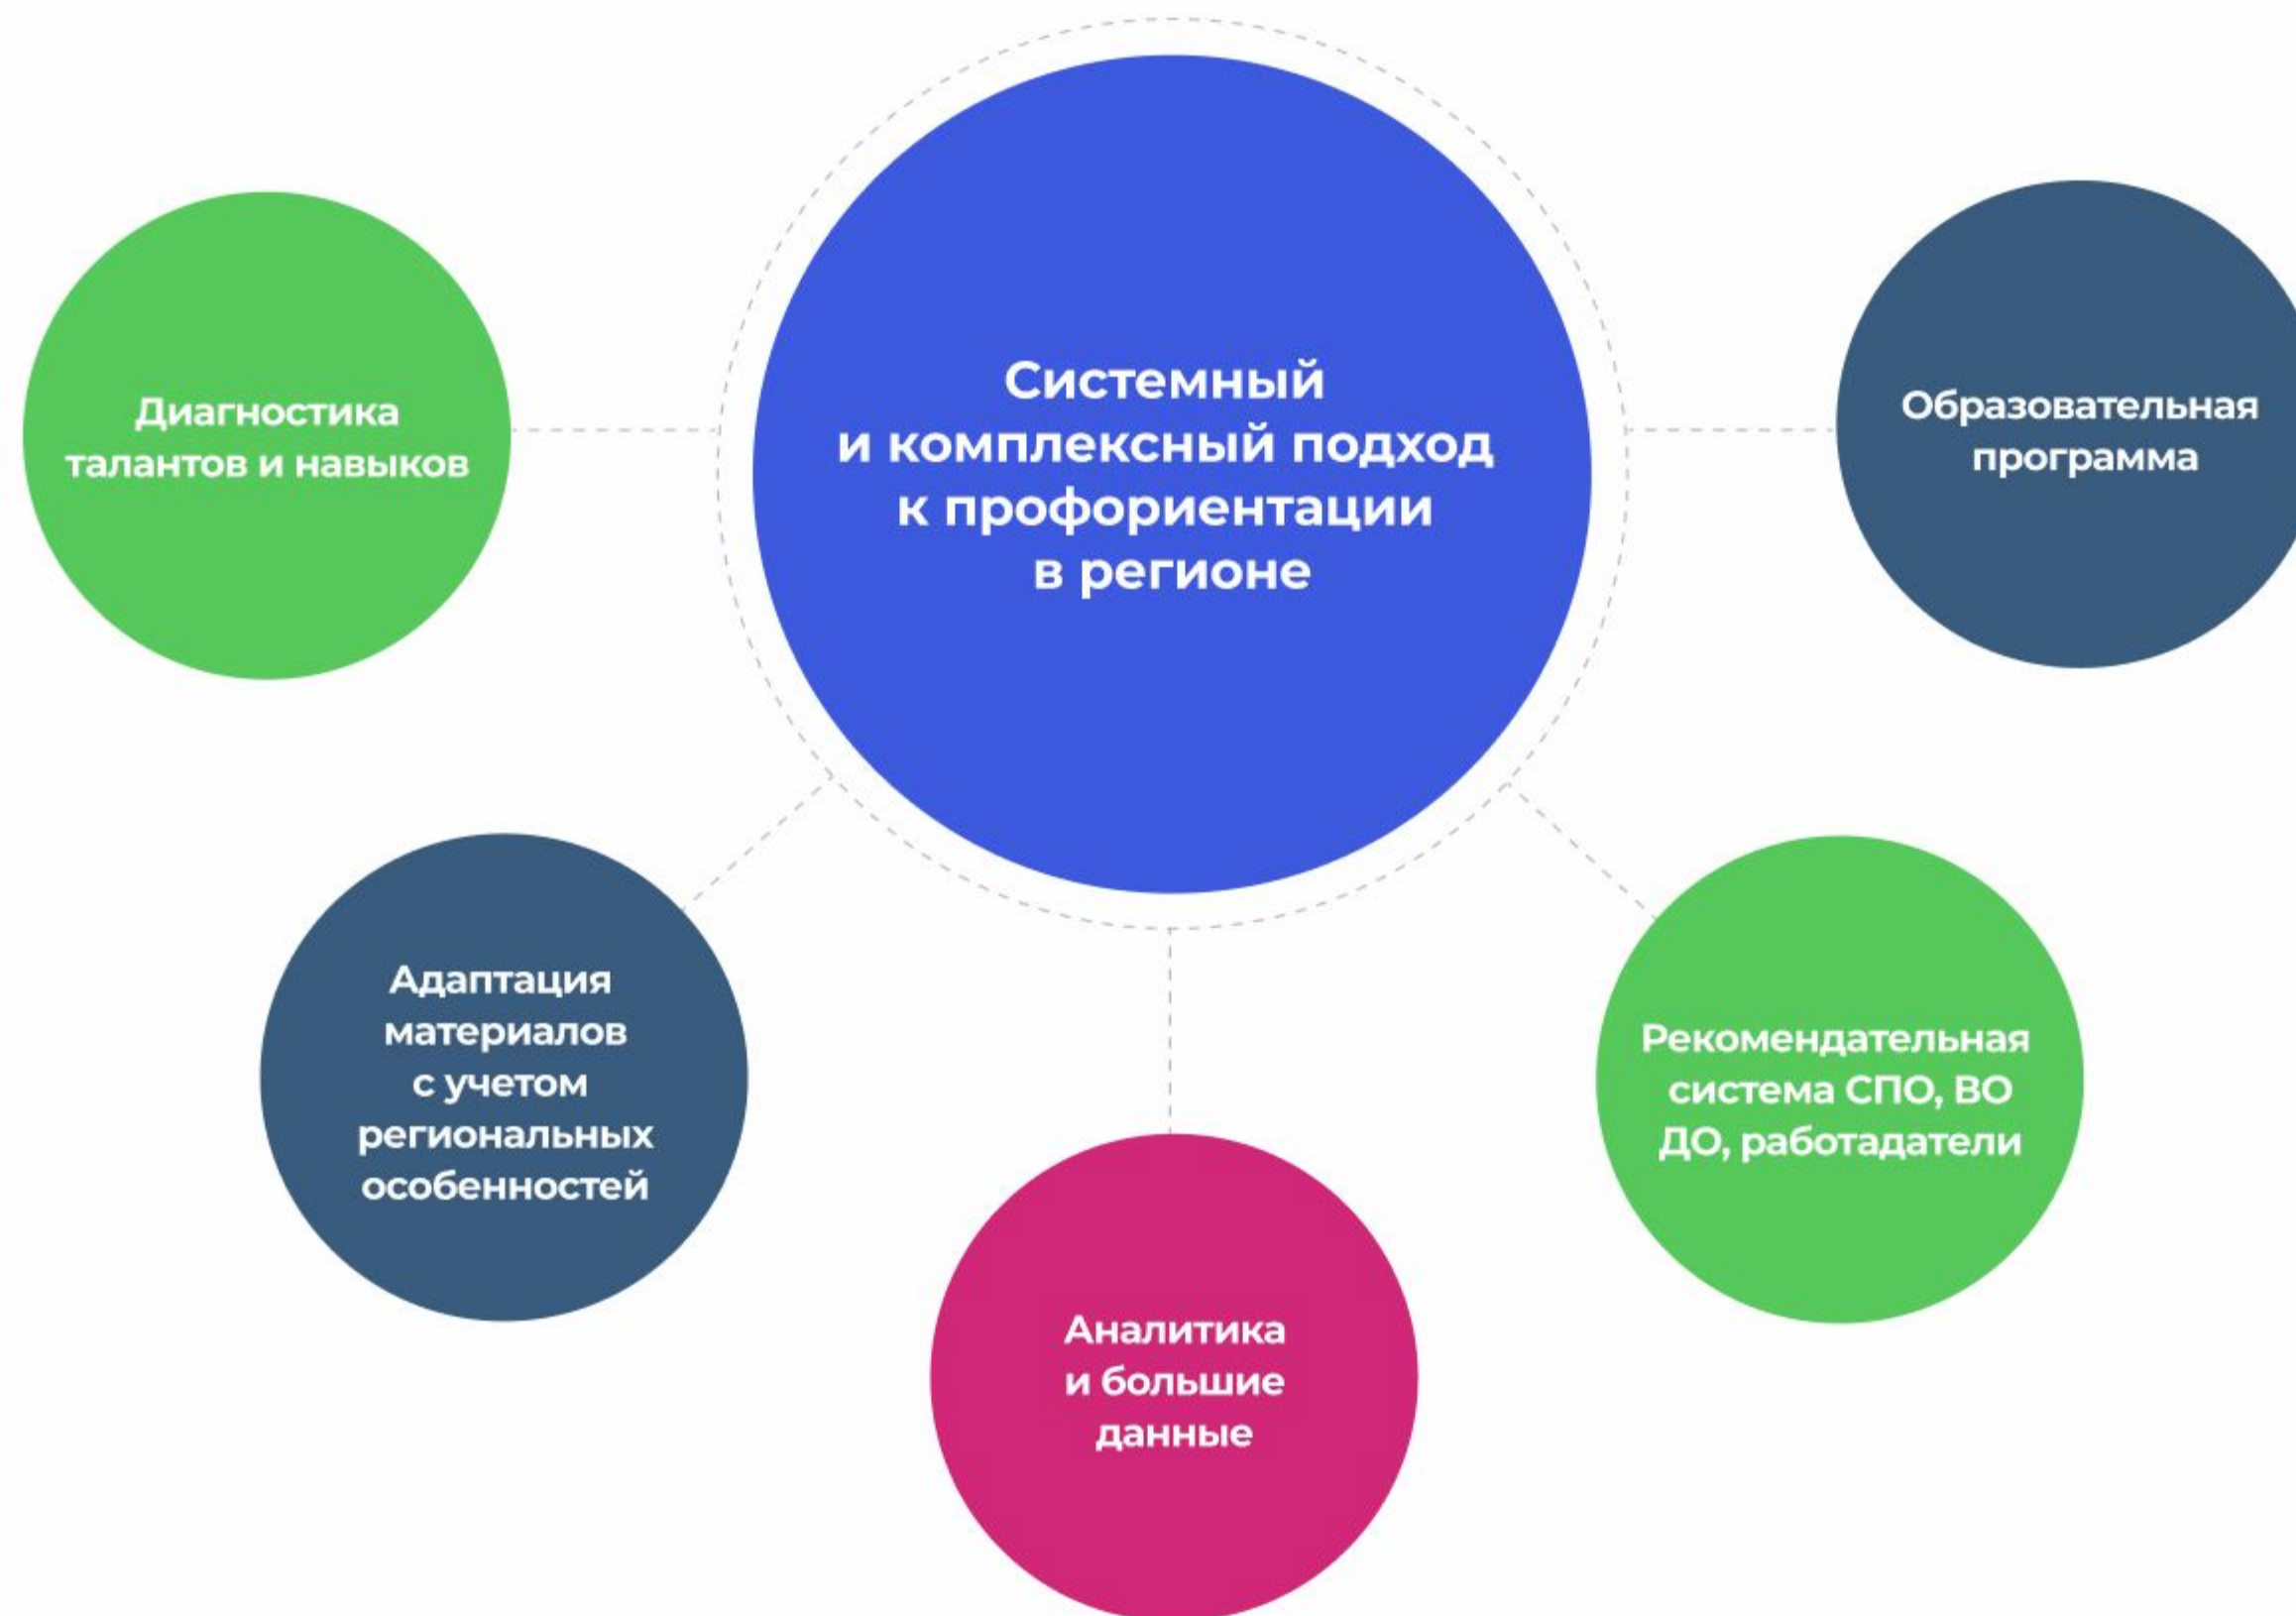 Системный
и комплексный подход
к профориентации
в регионе
Диагностика
талантов и навыков
Образовательная
программа
Адаптация
материалов
с учетом
региональных
особенностей
Рекомендательная
система СПО, ВО
ДО, работадатели
Аналитика
и большие
данные